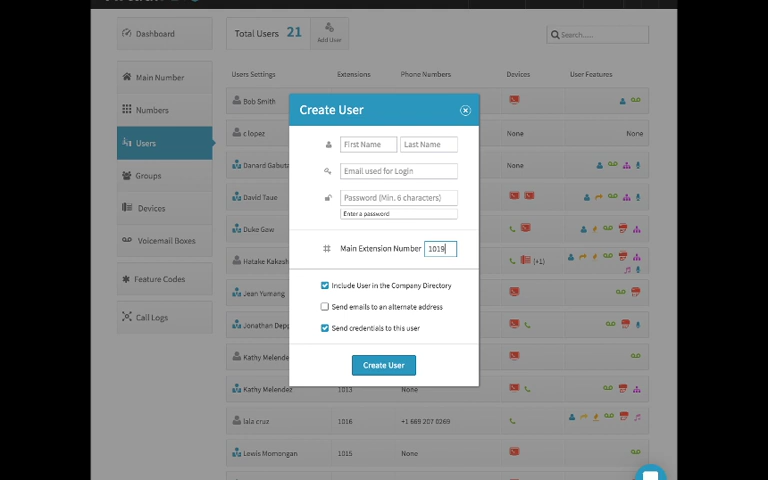 Dashboard
Total Users 21
Add User
Search.....
Main Number
Users Settings
Extensions
Phone Numbers
Devices
User Features
Numbers
Bob Smith
Create User
Users
c lopez
None
None
First Name
Last Name
Groups
Danard Gabuta
None
Email used for Login
Devices
David Taue
Password (Min. 6 characters)
Enter a password
Voicemail Boxes
Duke Gaw
Main Extension Number
1019
Hatake Kakash
[+1]
Feature Codes
Jean Yumang
Include User in the Company Directory
Send emails to an alternate address
Call Logs
Jonathan Depp
Send credentials to this user
Kathy Melendez
Create User
Kathy Melendez
1013
None
lala cruz
1016
+1 669 207 0269
Lewis Momongan
1015
None